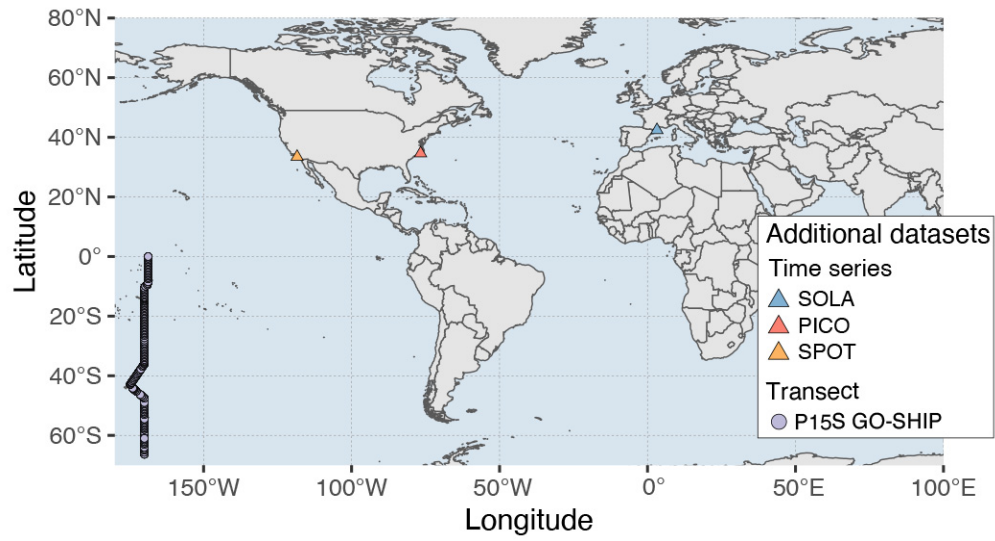 80°N
60°N
40°N
20°N
0°
20°S
40°S
60°S
Latitude
150°W
100°W
50°W
0°
50°E
100°E
Longitude
Additional datasets
Time series
SOLA
PICO
SPOT
Transect
P15S GO-SHIP